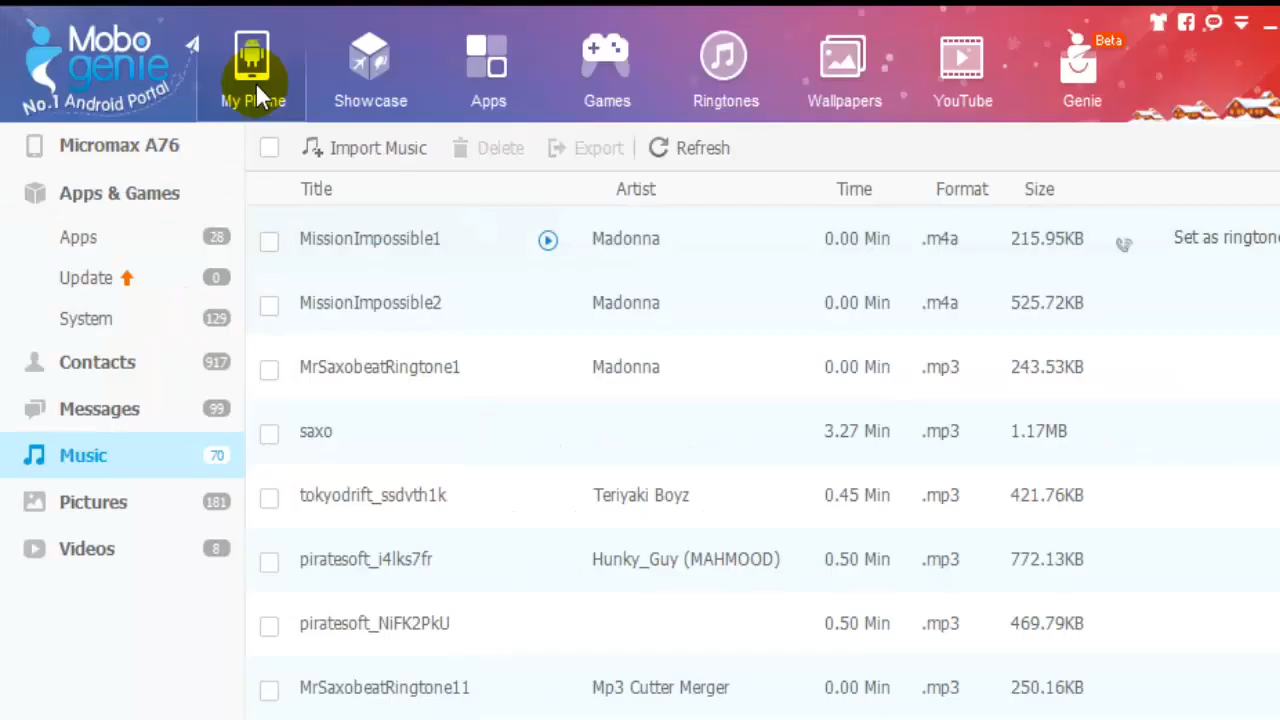 Mobo
genie
No.1 Android Portal
My Phone
Showcase
Apps
Games
Ringtones
Wallpapers
YouTube
Genie
Beta
Micromax A76
Apps & Games
Apps 28
Update 0
System 129
Contacts 917
Messages 99
Music 70
Pictures 181
Videos 8
Import Music Delete Export Refresh
Title Artist Time Format Size
MissionImpossible1 Madonna 0.00 Min .m4a 215.95KB Set as ringtone
MissionImpossible2 Madonna 0.00 Min .m4a 525.72KB
MrSaxobeatRingtone1 Madonna 0.00 Min .mp3 243.53KB
saxo 3.27 Min .mp3 1.17MB
tokyodrift_ssdvth1k Teriyaki Boyz 0.45 Min .mp3 421.76KB
piratesoft_i4lks7fr Hunky_Guy (MAHMOOD) 0.50 Min .mp3 772.13KB
piratesoft_NiFK2PkU 0.50 Min .mp3 469.79KB
MrSaxobeatRingtone11 Mp3 Cutter Merger 0.00 Min .mp3 250.16KB